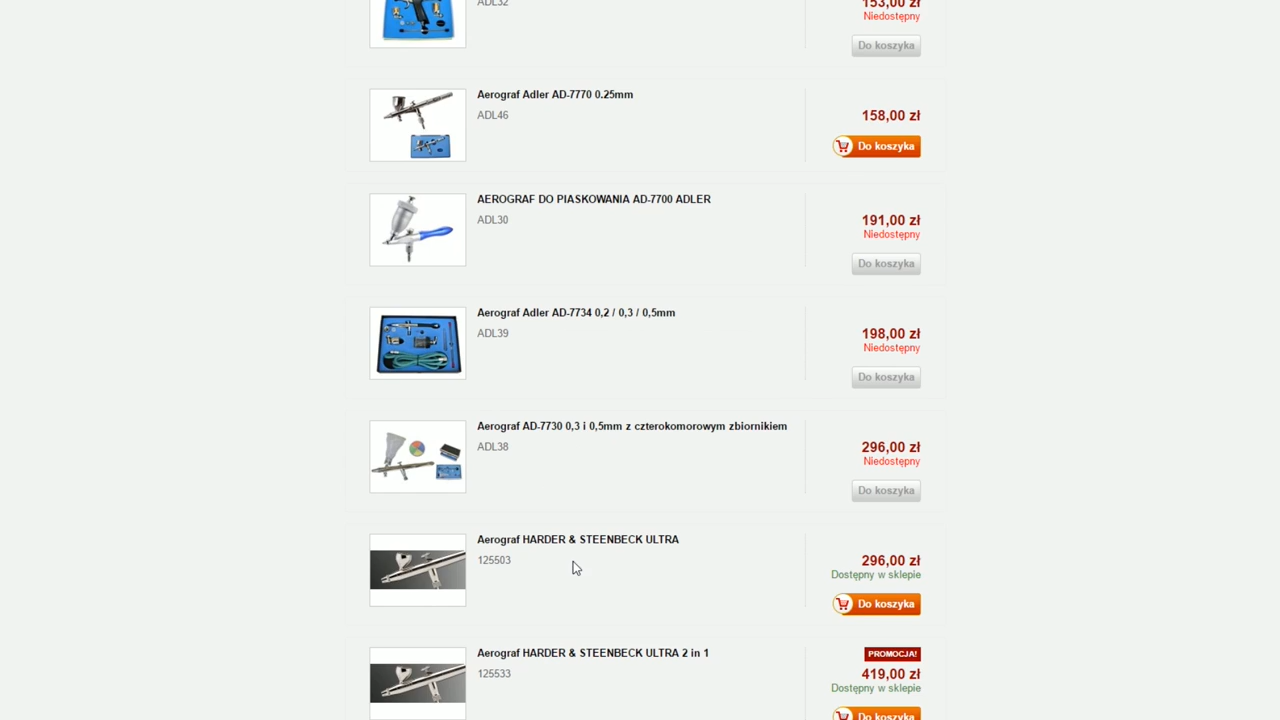 ADL32
153,00 zł
Niedostępny
Do koszyka
Aerograf Adler AD-7770 0.25mm
ADL46
158,00 zł
Do koszyka
AEROGRAF DO PIASKOWANIA AD-7700 ADLER
ADL30
191,00 zł
Niedostępny
Do koszyka
Aerograf Adler AD-7734 0,2 / 0,3 / 0,5mm
ADL39
198,00 zł
Niedostępny
Do koszyka
Aerograf AD-7730 0,3 i 0,5mm z czterokomorowym zbiornikiem
ADL38
296,00 zł
Niedostępny
Do koszyka
Aerograf HARDER & STEENBECK ULTRA
125503
296,00 zł
Dostępny w sklepie
Do koszyka
Aerograf HARDER & STEENBECK ULTRA 2 in 1
125533
PROMOCJA!
419,00 zł
Dostępny w sklepie
Do koszyka